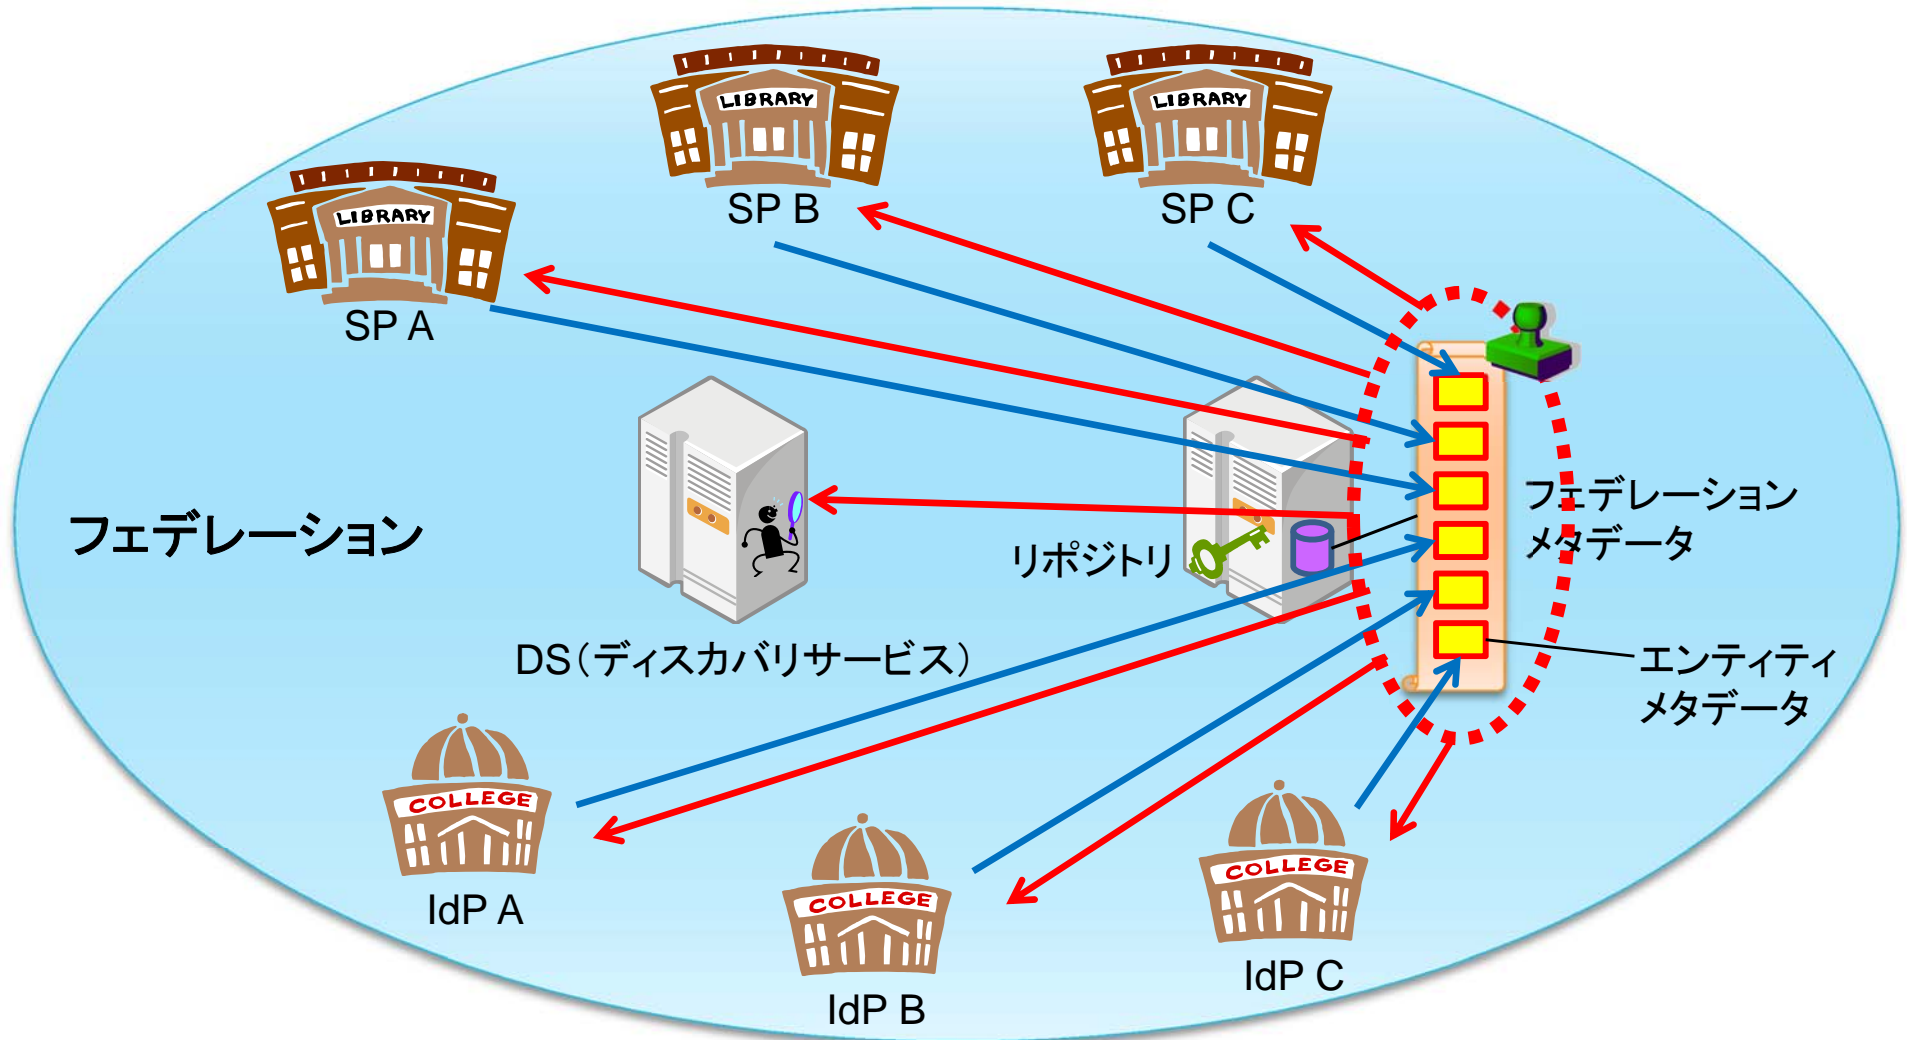 LIBRARY
SP B
LIBRARY
SP C
LIBRARY
SP A
フェデレーション
メタデータ
フェデレーション
リポジトリ
DS（ディスカバリサービス）
エンティティ
メタデータ
COLLEGE
IdP A
COLLEGE
IdP B
COLLEGE
IdP C